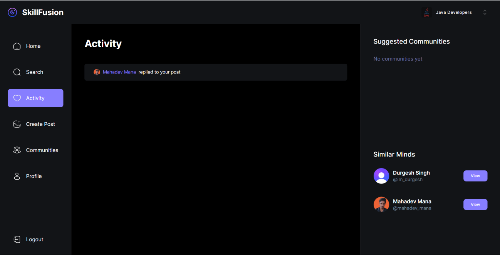 SkillFusion
Java Developers
Home
Search
Activity
Create Post
Communities
Profile
Logout
Activity
Mahadev Mana replied to your post
Suggested Communities
No communities yet
Similar Minds
Durgesh Singh
@im_durgesh
View
Mahadev Mana
@mahadev_mana
View